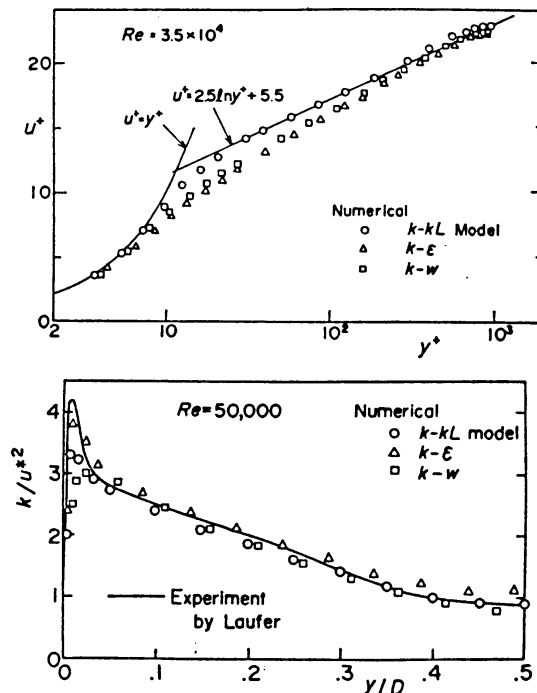 Re = 3.5×10⁴
20
u⁺
u⁺=y⁺
u⁺=2.5lny⁺+5.5
10
Numerical
○ k-kL Model
△ k-ε
□ k-w
0
2
10
10²
10³
y⁺
4
Re=50,000
Numerical
○ k-kL model
△ k-ε
□ k-w
k/u*²
3
2
1
Experiment
by Laufer
0
0
.1
.2
.3
.4
0.5
y/D